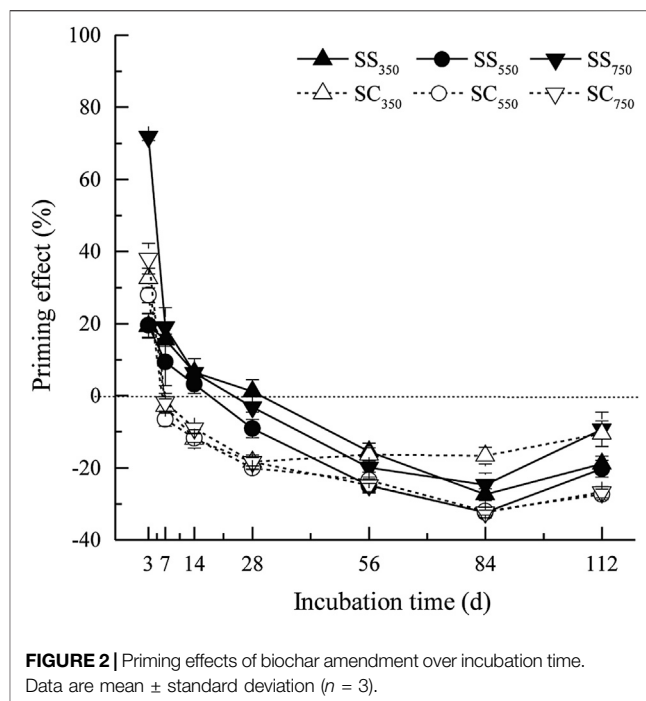 100
80
60
40
20
0
-20
-40
Priming effect (%)
SS350 SS550 SS750
SC350 SC550 SC750
3 7 14 28 56 84 112
Incubation time (d)
FIGURE 2 | Priming effects of biochar amendment over incubation time.
Data are mean ± standard deviation (n = 3).